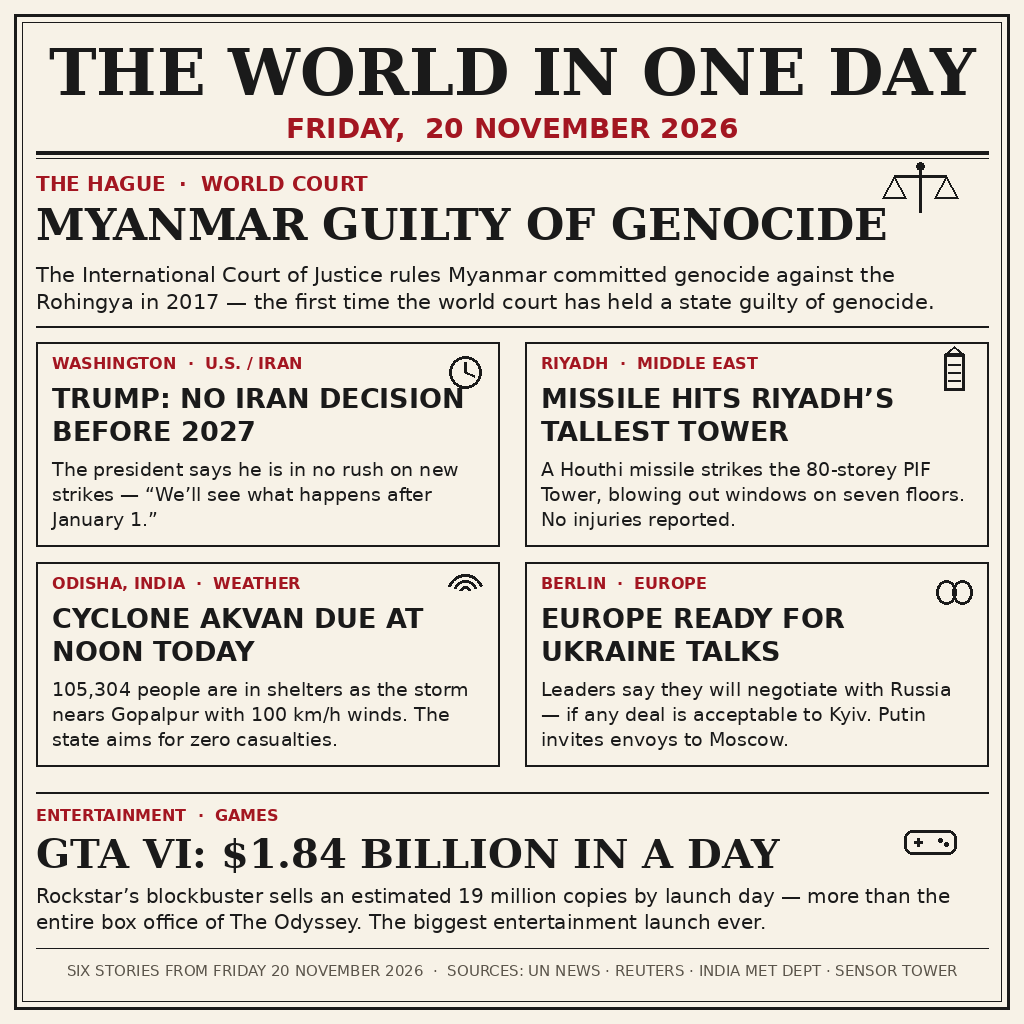 THE WORLD IN ONE DAY
FRIDAY, 20 NOVEMBER 2026
THE HAGUE · WORLD COURT
MYANMAR GUILTY OF GENOCIDE
The International Court of Justice rules Myanmar committed genocide against the
Rohingya in 2017 — the first time the world court has held a state guilty of genocide.
WASHINGTON · U.S. / IRAN
TRUMP: NO IRAN DECISION
BEFORE 2027
The president says he is in no rush on new
strikes — “We’ll see what happens after
January 1.”
RIYADH · MIDDLE EAST
MISSILE HITS RIYADH’S
TALLEST TOWER
A Houthi missile strikes the 80-storey PIF
Tower, blowing out windows on seven floors.
No injuries reported.
ODISHA, INDIA · WEATHER
CYCLONE AKVAN DUE AT
NOON TODAY
105,304 people are in shelters as the storm
nears Gopalpur with 100 km/h winds. The
state aims for zero casualties.
BERLIN · EUROPE
EUROPE READY FOR
UKRAINE TALKS
Leaders say they will negotiate with Russia
— if any deal is acceptable to Kyiv. Putin
invites envoys to Moscow.
ENTERTAINMENT · GAMES
GTA VI: $1.84 BILLION IN A DAY
Rockstar’s blockbuster sells an estimated 19 million copies by launch day — more than the
entire box office of The Odyssey. The biggest entertainment launch ever.
SIX STORIES FROM FRIDAY 20 NOVEMBER 2026 · SOURCES: UN NEWS · REUTERS · INDIA MET DEPT · SENSOR TOWER